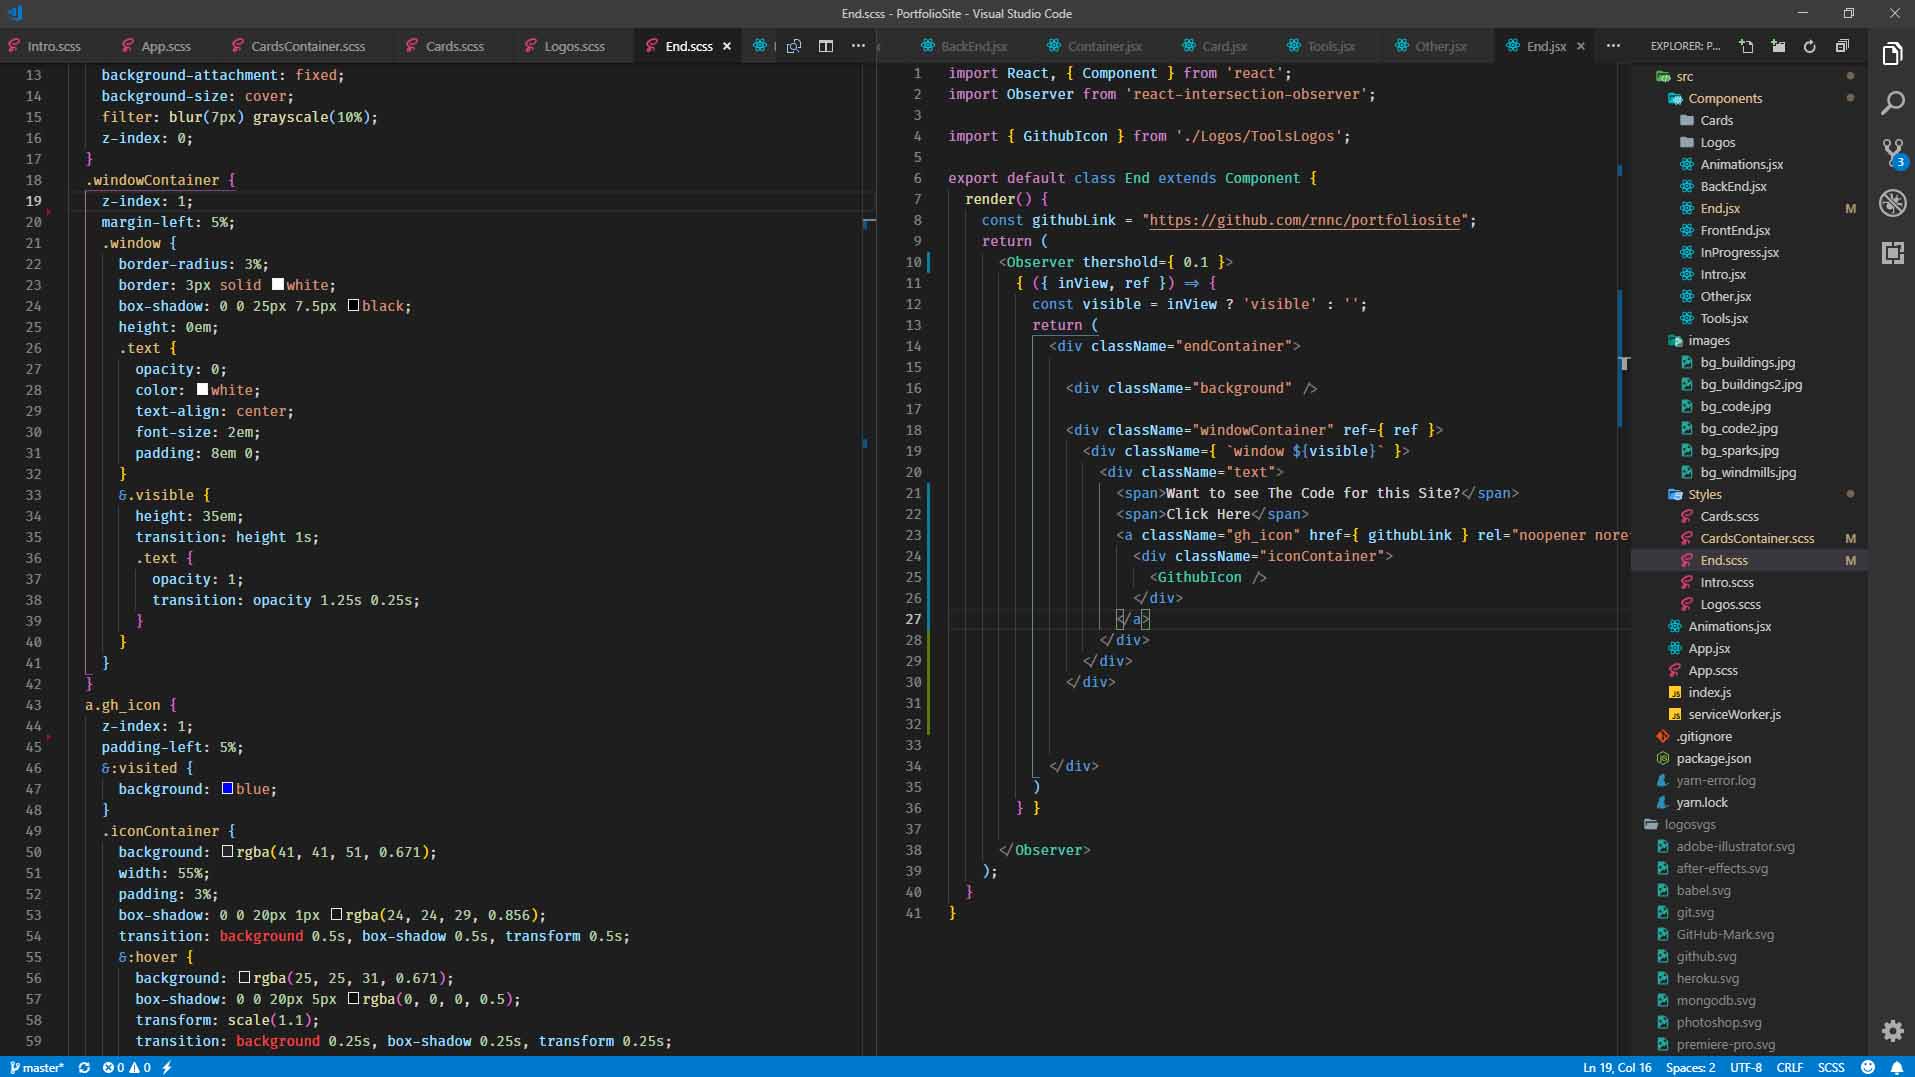 End.scss - PortfolioSite - Visual Studio Code
Intro.scss App.scss CardsContainer.scss Cards.scss Logos.scss End.scss ×
13 background-attachment: fixed;
14 background-size: cover;
15 filter: blur(7px) grayscale(10%);
16 z-index: 0;
17 }
18 .windowContainer {
19 z-index: 1;
20 margin-left: 5%;
21 .window {
22 border-radius: 3%;
23 border: 3px solid white;
24 box-shadow: 0 0 25px 7.5px black;
25 height: 0em;
26 .text {
27 opacity: 0;
28 color: white;
29 text-align: center;
30 font-size: 2em;
31 padding: 8em 0;
32 }
33 &.visible {
34 height: 35em;
35 transition: height 1s;
36 .text {
37 opacity: 1;
38 transition: opacity 1.25s 0.25s;
39 }
40 }
41 }
42 }
43 a.gh_icon {
44 z-index: 1;
45 padding-left: 5%;
46 &:visited {
47 background: blue;
48 }
49 .iconContainer {
50 background: rgba(41, 41, 51, 0.671);
51 width: 55%;
52 padding: 3%;
53 box-shadow: 0 0 20px 1px rgba(24, 24, 29, 0.856);
54 transition: background 0.5s, box-shadow 0.5s, transform 0.5s;
55 &:hover {
56 background: rgba(25, 25, 31, 0.671);
57 box-shadow: 0 0 20px 5px rgba(0, 0, 0, 0.5);
58 transform: scale(1.1);
59 transition: background 0.25s, box-shadow 0.25s, transform 0.25s;
BackEnd.jsx Container.jsx Card.jsx Tools.jsx Other.jsx End.jsx ×
1 import React, { Component } from 'react';
2 import Observer from 'react-intersection-observer';
3
4 import { GithubIcon } from './Logos/ToolsLogos';
5
6 export default class End extends Component {
7 render() {
8 const githubLink = "https://github.com/rnnc/portfoliosite";
9 return (
10 <Observer thershold={ 0.1 }>
11 { ({ inView, ref }) => {
12 const visible = inView ? 'visible' : '';
13 return (
14 <div className="endContainer">
15
16 <div className="background" />
17
18 <div className="windowContainer" ref={ ref }>
19 <div className={ `window ${visible}` }>
20 <div className="text">
21 <span>Want to see The Code for this Site?</span>
22 <span>Click Here</span>
23 <a className="gh_icon" href={ githubLink } rel="noopener nore
24 <div className="iconContainer">
25 <GithubIcon />
26 </div>
27 </a>
28 </div>
29 </div>
30 </div>
31
32
33
34 </div>
35 )
36 } }
37
38 </Observer>
39 );
40 }
41 }
EXPLORER: P...
src
Components
Cards
Logos
Animations.jsx
BackEnd.jsx
End.jsx M
FrontEnd.jsx
InProgress.jsx
Intro.jsx
Other.jsx
Tools.jsx
images
bg_buildings.jpg
bg_buildings2.jpg
bg_code.jpg
bg_code2.jpg
bg_sparks.jpg
bg_windmills.jpg
Styles
Cards.scss
CardsContainer.scss M
End.scss M
Intro.scss
Logos.scss
Animations.jsx
App.jsx
App.scss
JS index.js
JS serviceWorker.js
.gitignore
package.json
yarn-error.log
yarn.lock
logosvgs
adobe-illustrator.svg
after-effects.svg
babel.svg
git.svg
GitHub-Mark.svg
github.svg
heroku.svg
mongodb.svg
photoshop.svg
premiere-pro.svg
3
master* 0 0 Ln 19, Col 16 Spaces: 2 UTF-8 CRLF SCSS